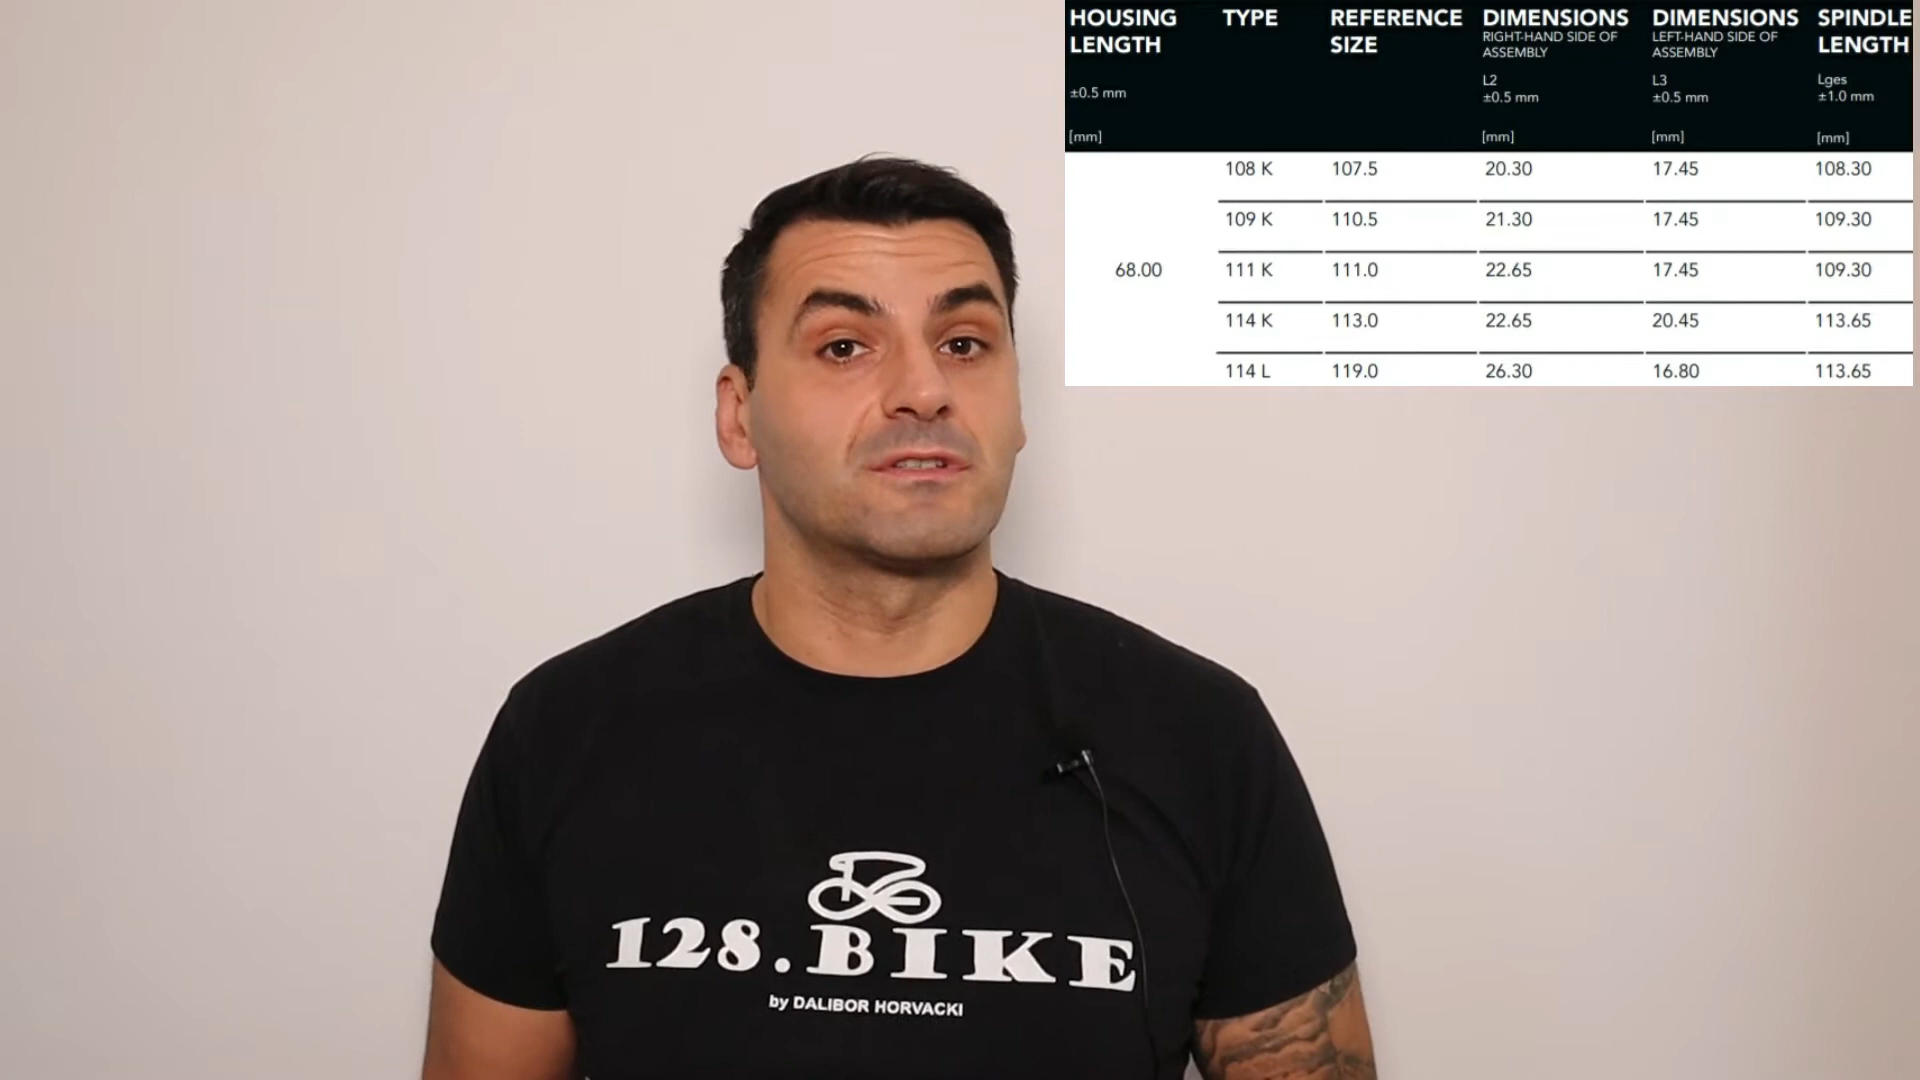 HOUSING LENGTH TYPE REFERENCE SIZE DIMENSIONS DIMENSIONS SPINDLE LENGTH
RIGHT-HAND SIDE OF ASSEMBLY LEFT-HAND SIDE OF ASSEMBLY
L2 L3 Lges
±0.5 mm ±0.5 mm ±0.5 mm ±1.0 mm
[mm] [mm] [mm] [mm]
108 K 107.5 20.30 17.45 108.30
109 K 110.5 21.30 17.45 109.30
68.00 111 K 111.0 22.65 17.45 109.30
114 K 113.0 22.65 20.45 113.65
114 L 119.0 26.30 16.80 113.65
128.BIKE
by DALIBOR HORVACKI